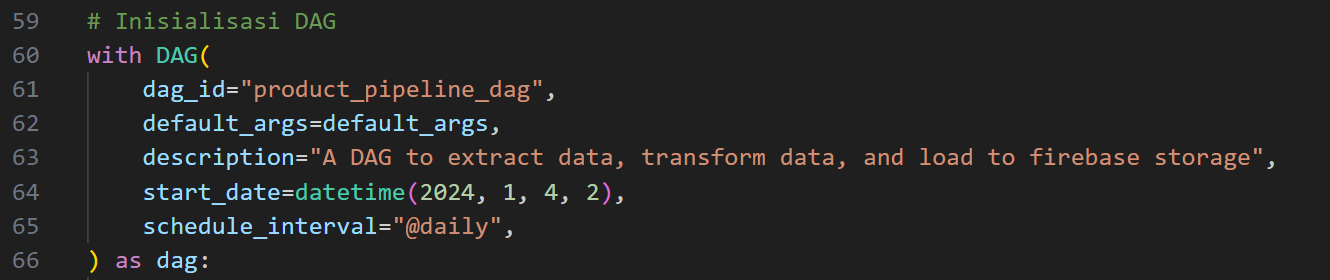 59 # Inisialisasi DAG
60 with DAG(
61     dag_id="product_pipeline_dag",
62     default_args=default_args,
63     description="A DAG to extract data, transform data, and load to firebase storage",
64     start_date=datetime(2024, 1, 4, 2),
65     schedule_interval="@daily",
66 ) as dag: